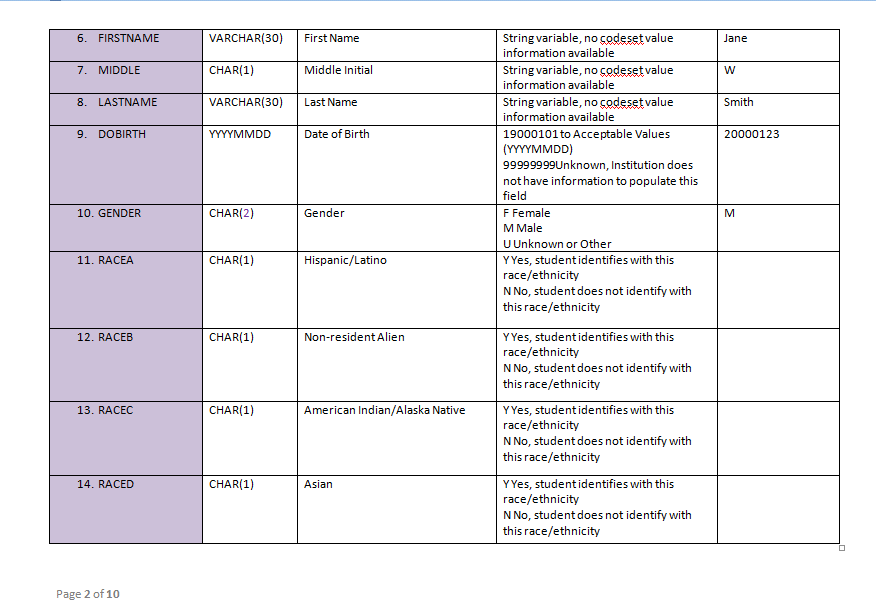 6. FIRSTNAME VARCHAR(30) First Name String variable, no codeset value Jane
information available
7. MIDDLE CHAR(1) Middle Initial String variable, no codeset value W
information available
8. LASTNAME VARCHAR(30) Last Name String variable, no codeset value Smith
information available
9. DOBIRTH YYYYMMDD Date of Birth 19000101 to Acceptable Values 20000123
(YYYYMMDD)
99999999Unknown, Institution does
not have information to populate this
field
10. GENDER CHAR(2) Gender F Female M
M Male
U Unknown or Other
11. RACEA CHAR(1) Hispanic/Latino Y Yes, student identifies with this
race/ethnicity
N No, student does not identify with
this race/ethnicity
12. RACEB CHAR(1) Non-resident Alien Y Yes, student identifies with this
race/ethnicity
N No, student does not identify with
this race/ethnicity
13. RACEC CHAR(1) American Indian/Alaska Native Y Yes, student identifies with this
race/ethnicity
N No, student does not identify with
this race/ethnicity
14. RACED CHAR(1) Asian Y Yes, student identifies with this
race/ethnicity
N No, student does not identify with
this race/ethnicity
Page 2 of 10